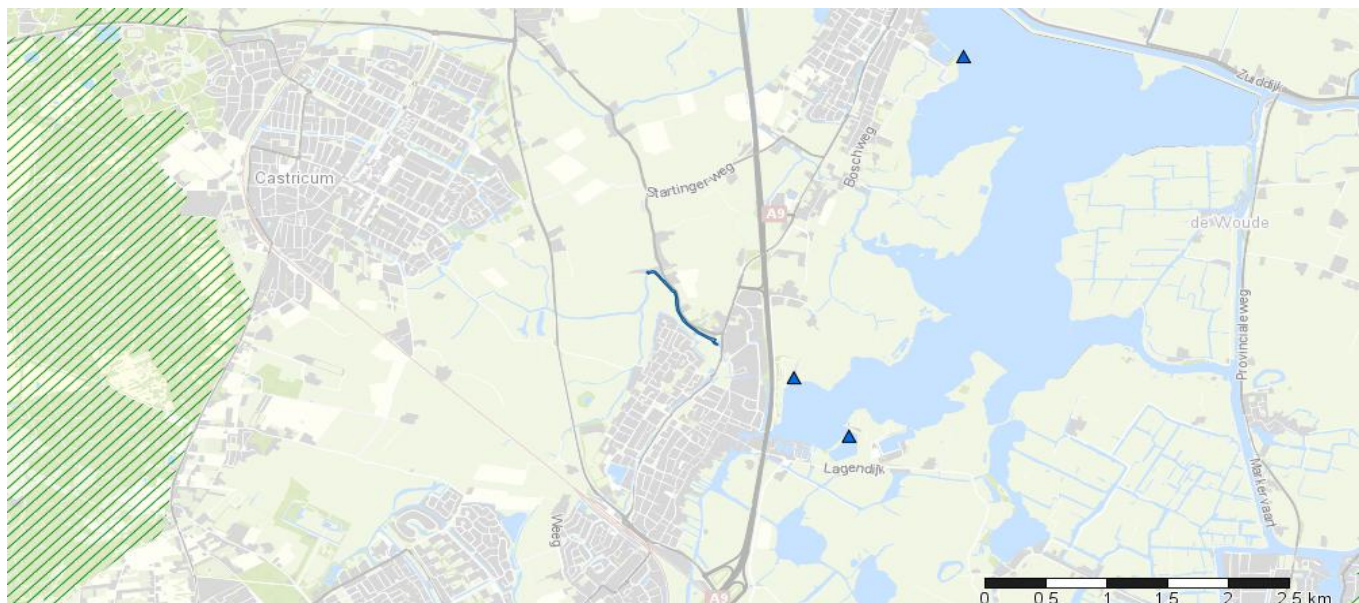 Zuiddijk
Castricum
Startinger-weg
Boschweg
A9
de Woude
Provincialeweg
Lagendijk
Markervaart
Weeg
A9
0 0.5 1 1.5 2 2.5 km